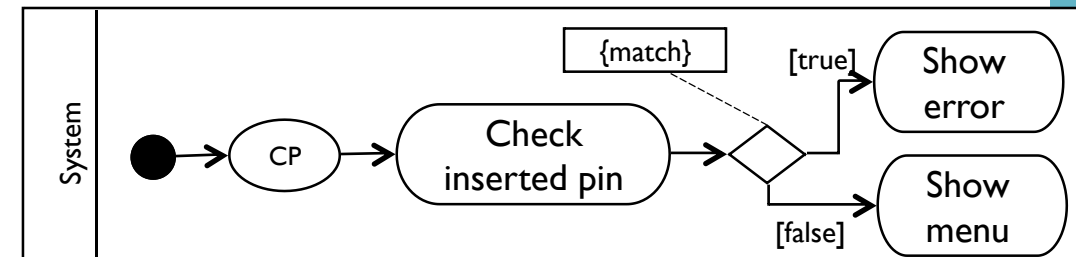 System
CP
Check
inserted pin
{match}
[true]
Show
error
[false]
Show
menu